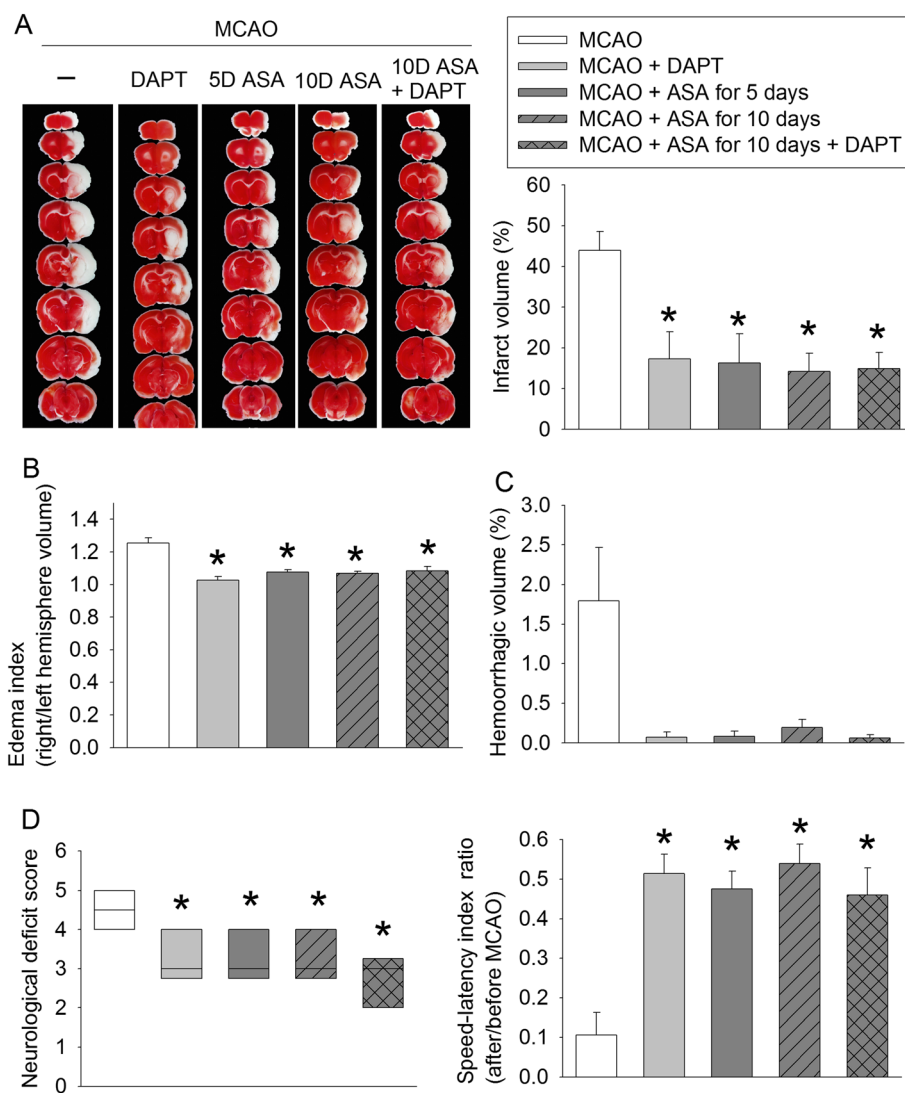 A
MCAO
–
DAPT
5D ASA
10D ASA
10D ASA
+ DAPT
MCAO
MCAO + DAPT
MCAO + ASA for 5 days
MCAO + ASA for 10 days
MCAO + ASA for 10 days + DAPT
Infarct volume (%)
60
50
40
30
20
10
0
*
*
*
*
B
Edema index
(right/left hemisphere volume)
1.4
1.2
1.0
0.8
0.6
0.4
0.2
0.0
*
*
*
*
C
Hemoorrhagic volume (%)
3.0
2.5
2.0
1.5
1.0
0.5
0.0
D
Neurological deficit score
6
5
4
3
2
1
0
*
*
*
*
Speed-latency index ratio
(after/before MCAO)
0.6
0.5
0.4
0.3
0.2
0.1
0.0
*
*
*
*